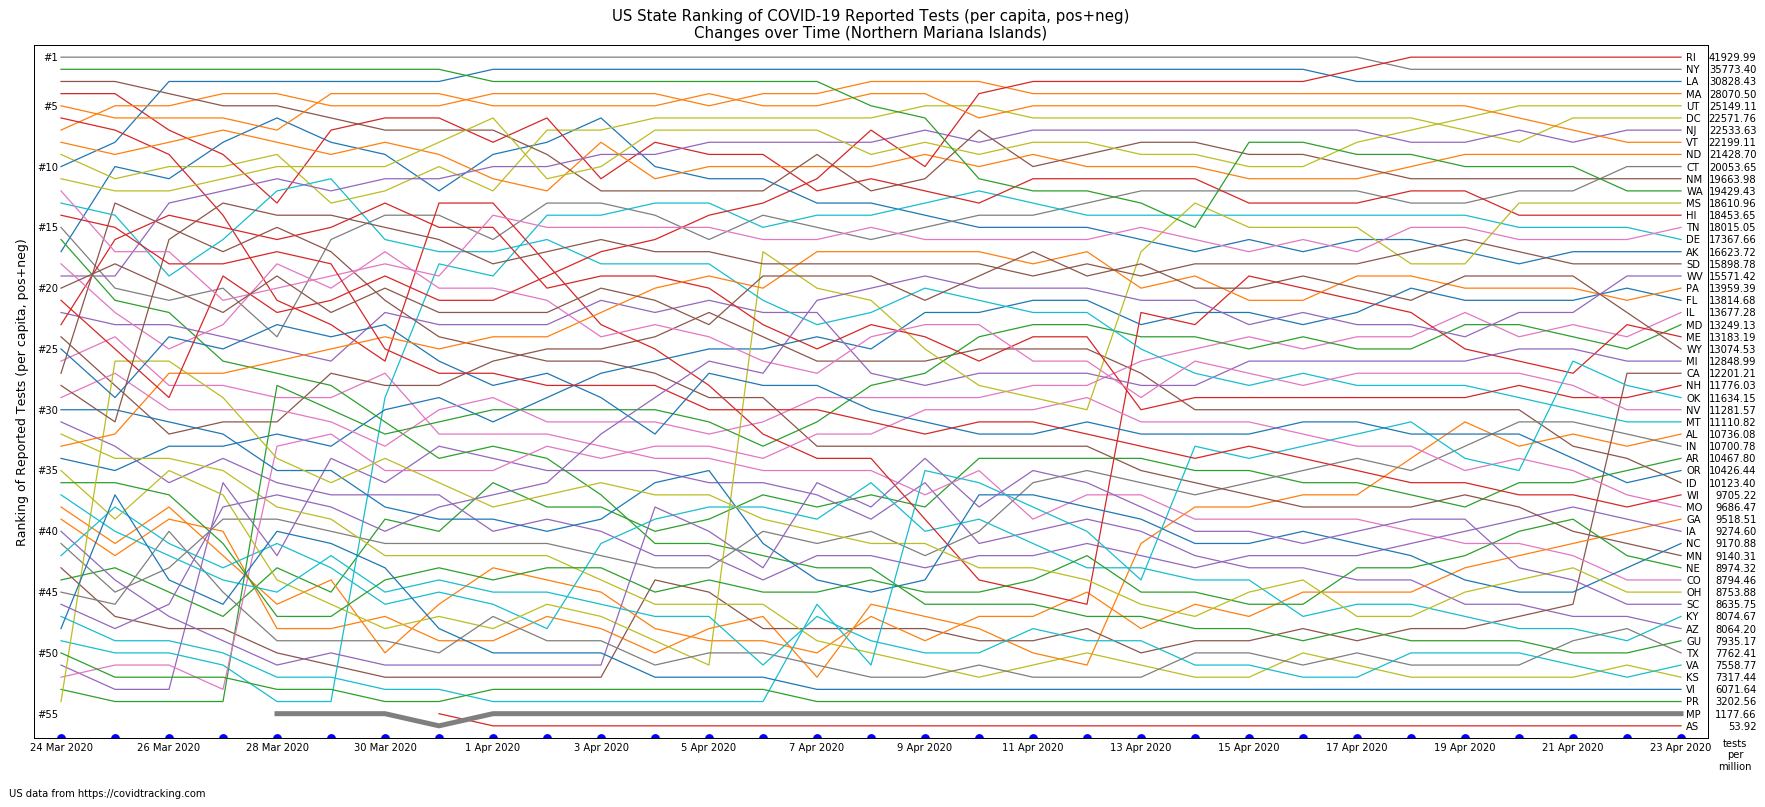 US State Ranking of COVID-19 Reported Tests (per capita, pos+neg)
Changes over Time (Northern Mariana Islands)
Ranking of Reported Tests (per capita, pos+neg)
#1
#5
#10
#15
#20
#25
#30
#35
#40
#45
#50
#55
RI 41929.99
NY 35773.40
LA 30828.43
MA 28070.50
UT 25149.11
DC 22571.76
NJ 22533.63
VT 22199.11
ND 21428.70
CT 20053.65
NM 19663.98
WA 19429.43
MS 18610.96
HI 18453.65
TN 18015.05
DE 17367.66
AK 16623.72
SD 15898.78
WV 15571.42
PA 13959.39
FL 13814.68
IL 13677.28
MD 13249.13
ME 13183.19
WY 13074.53
MI 12848.99
CA 12201.21
NH 11776.03
OK 11634.15
NV 11281.57
MT 11110.82
AL 10736.08
IN 10700.78
AR 10467.80
OR 10426.44
ID 10123.40
WI 9705.22
MO 9686.47
GA 9518.51
IA 9274.60
NC 9170.88
MN 9140.31
NE 8974.32
CO 8794.46
OH 8753.88
SC 8635.75
KY 8074.67
AZ 8064.20
GU 7935.17
TX 7762.41
VA 7558.77
KS 7317.44
VI 6071.64
PR 3202.56
MP 1177.66
AS 53.92
24 Mar 2020 26 Mar 2020 28 Mar 2020 30 Mar 2020 1 Apr 2020 3 Apr 2020 5 Apr 2020 7 Apr 2020 9 Apr 2020 11 Apr 2020 13 Apr 2020 15 Apr 2020 17 Apr 2020 19 Apr 2020 21 Apr 2020 23 Apr 2020
tests
per
million
US data from https://covidtracking.com